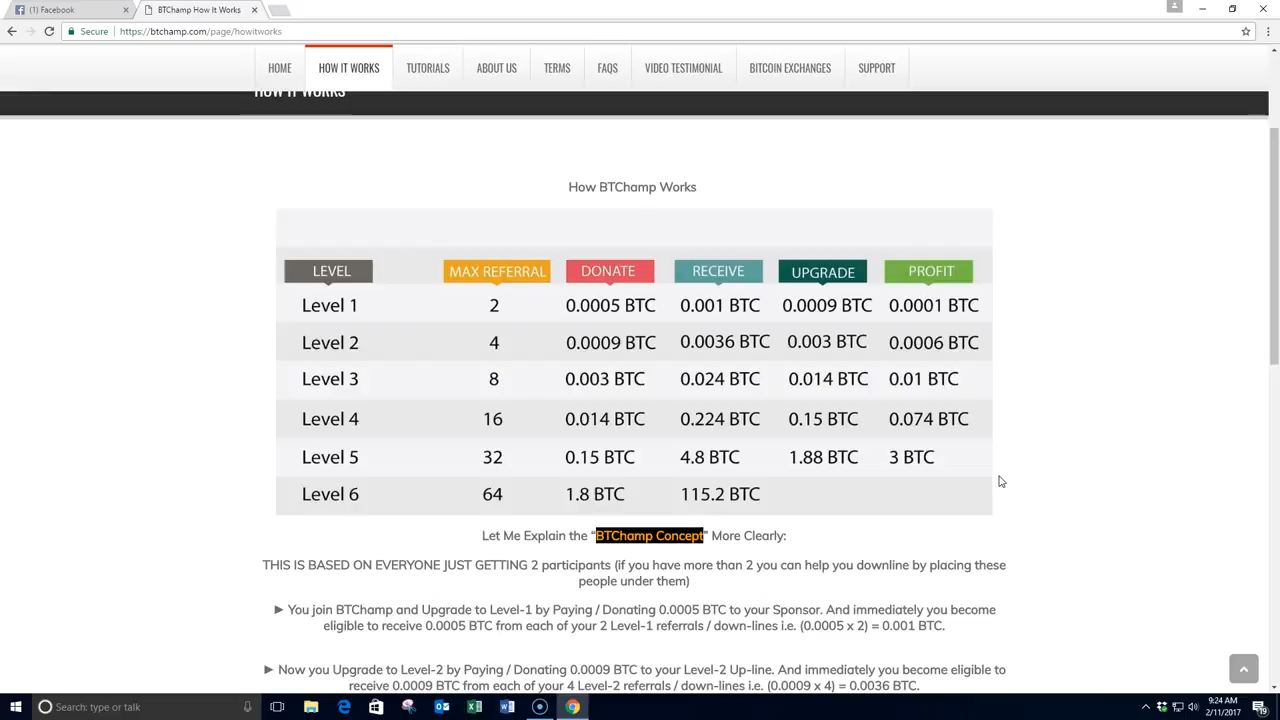 (1) Facebook
BTChamp How It Works
Secure
https://btchamp.com/page/howitworks
HOME
HOW IT WORKS
TUTORIALS
ABOUT US
TERMS
FAQS
VIDEO TESTIMONIAL
BITCOIN EXCHANGES
SUPPORT
HOW IT WORKS
How BTChamp Works
LEVEL MAX REFERRAL DONATE RECEIVE UPGRADE PROFIT
Level 1 2 0.0005 BTC 0.001 BTC 0.0009 BTC 0.0001 BTC
Level 2 4 0.0009 BTC 0.0036 BTC 0.003 BTC 0.0006 BTC
Level 3 8 0.003 BTC 0.024 BTC 0.014 BTC 0.01 BTC
Level 4 16 0.014 BTC 0.224 BTC 0.15 BTC 0.074 BTC
Level 5 32 0.15 BTC 4.8 BTC 1.88 BTC 3 BTC
Level 6 64 1.8 BTC 115.2 BTC
Let Me Explain the "BTChamp Concept" More Clearly:
THIS IS BASED ON EVERYONE JUST GETTING 2 participants (if you have more than 2 you can help you downline by placing these
people under them)
► You join BTChamp and Upgrade to Level-1 by Paying / Donating 0.0005 BTC to your Sponsor. And immediately you become
eligible to receive 0.0005 BTC from each of your 2 Level-1 referrals / down-lines i.e. (0.0005 x 2) = 0.001 BTC.
► Now you Upgrade to Level-2 by Paying / Donating 0.0009 BTC to your Level-2 Up-line. And immediately you become eligible to
receive 0.0009 BTC from each of your 4 Level-2 referrals / down-lines i.e. (0.0009 x 4) = 0.0036 BTC.
Search: type or talk
9:24 AM
2/11/2017
19